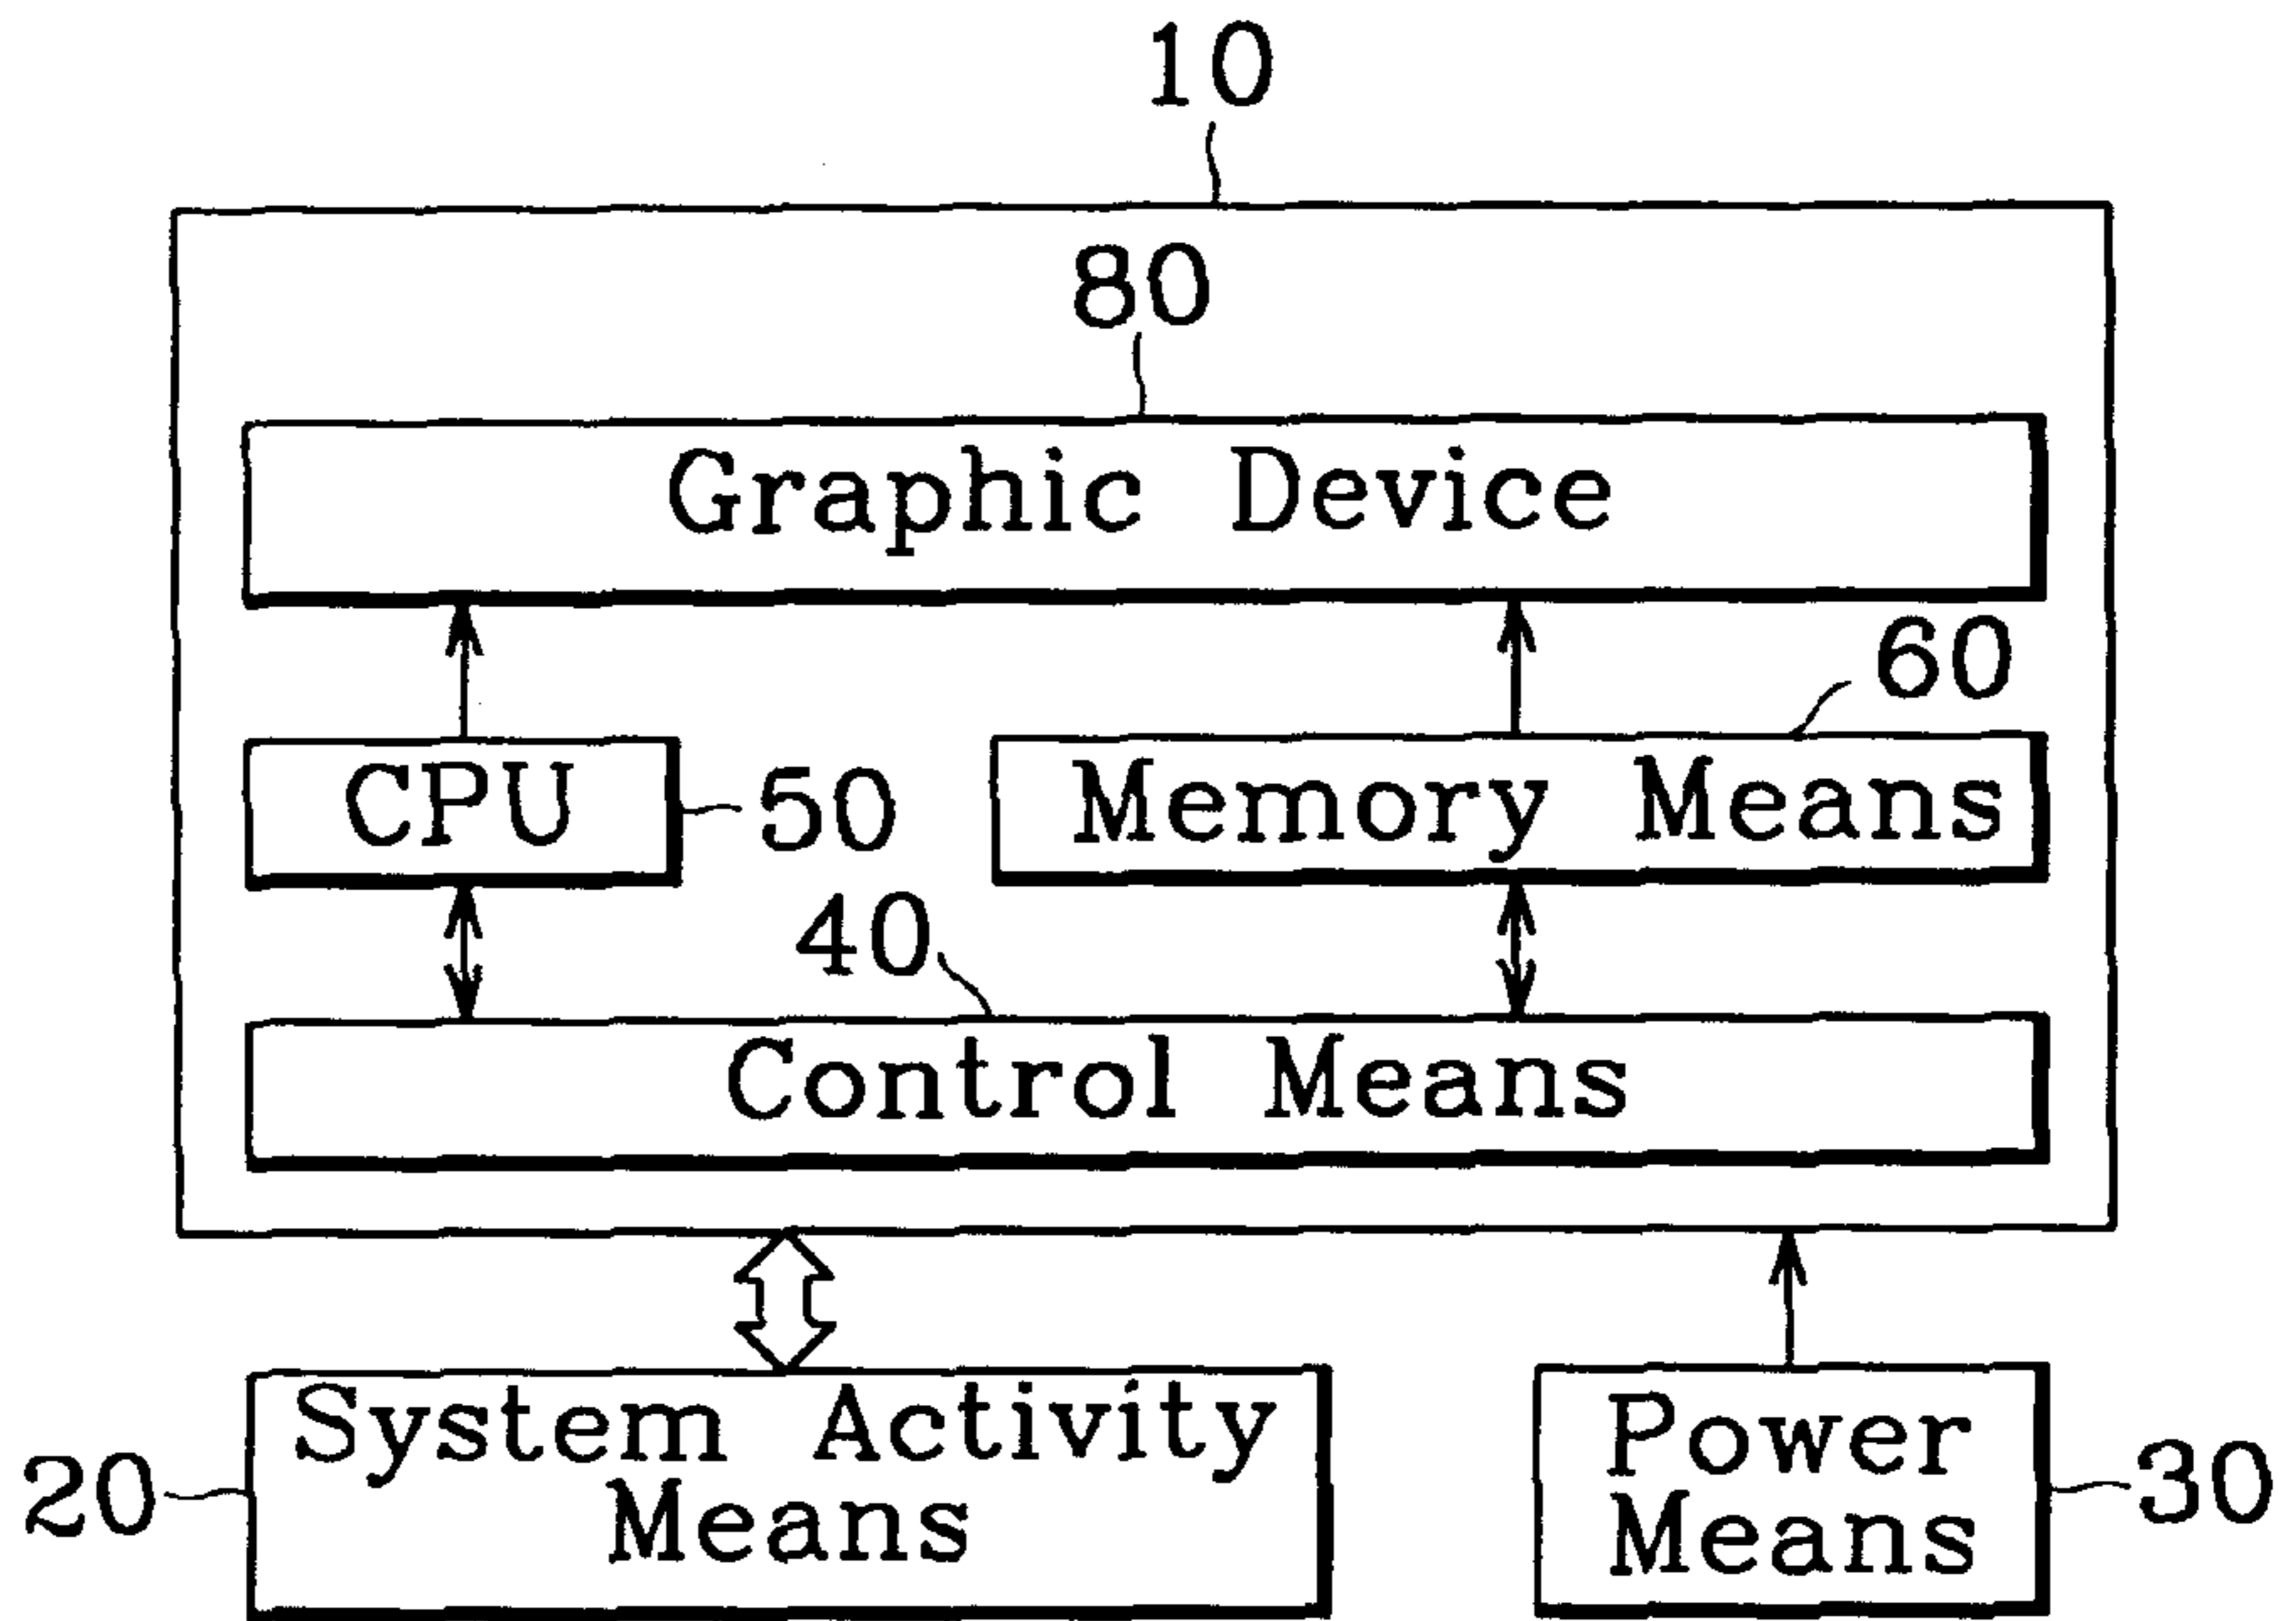 10
80
Graphic Device
60
CPU
50
Memory Means
40
Control Means
System Activity
Means
20
Power
Means
30